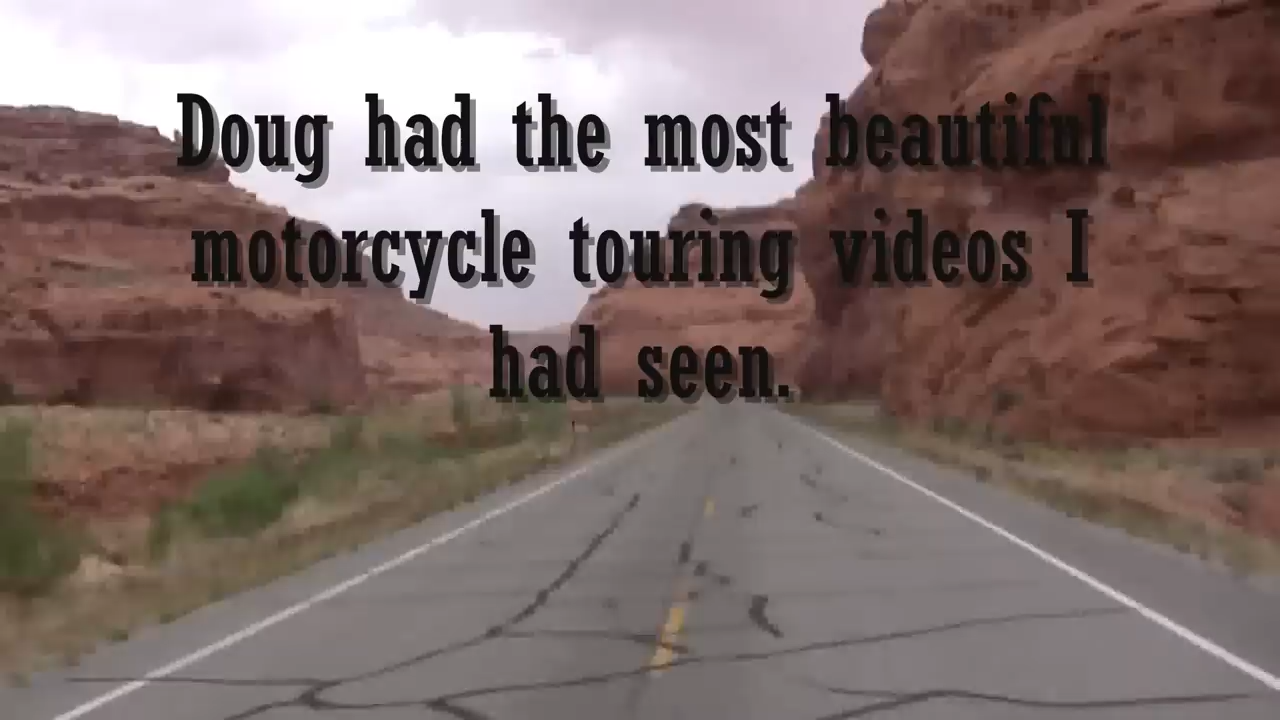 Doug had the most beautiful
motorcycle touring videos I
had seen.